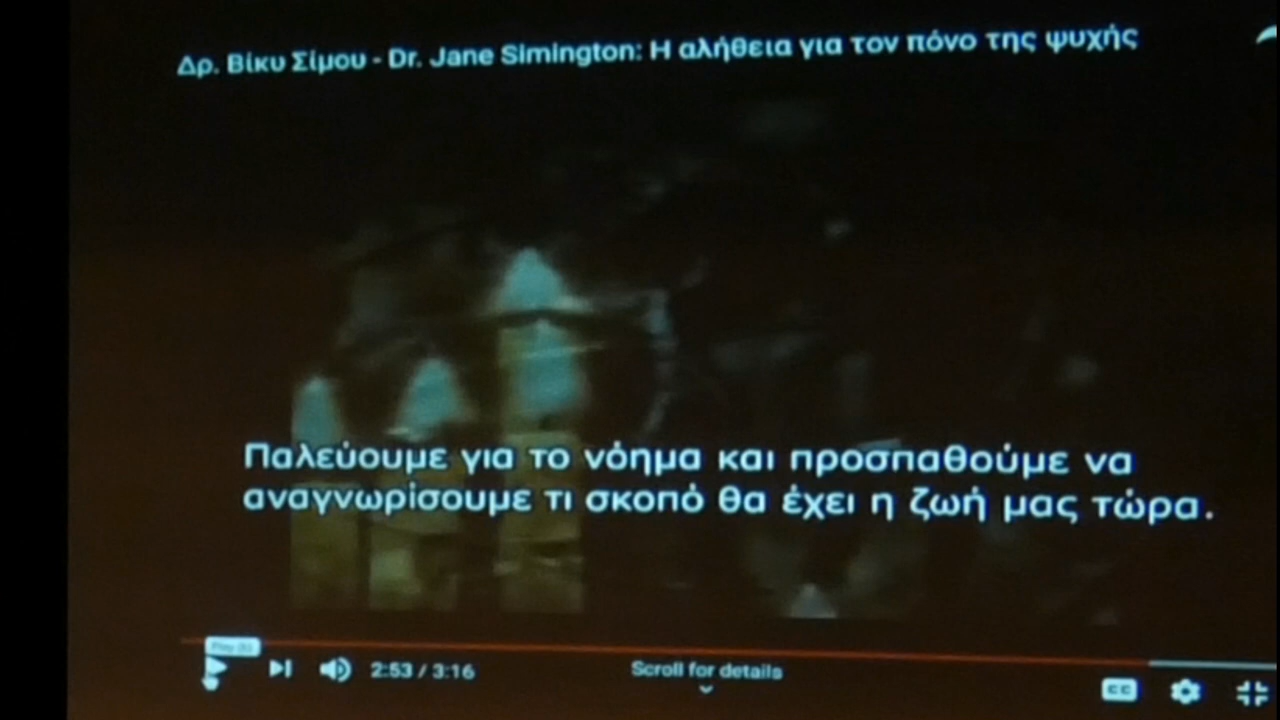 Δρ. Βίκυ Σίμου - Dr. Jane Simington: Η αλήθεια για τον πόνο της ψυχής
Παλεύουμε για το νόημα και προσπαθούμε να
αναγνωρίσουμε τι σκοπό θα έχει η ζωή μας τώρα.
2:53 / 3:16
Scroll for details
CC